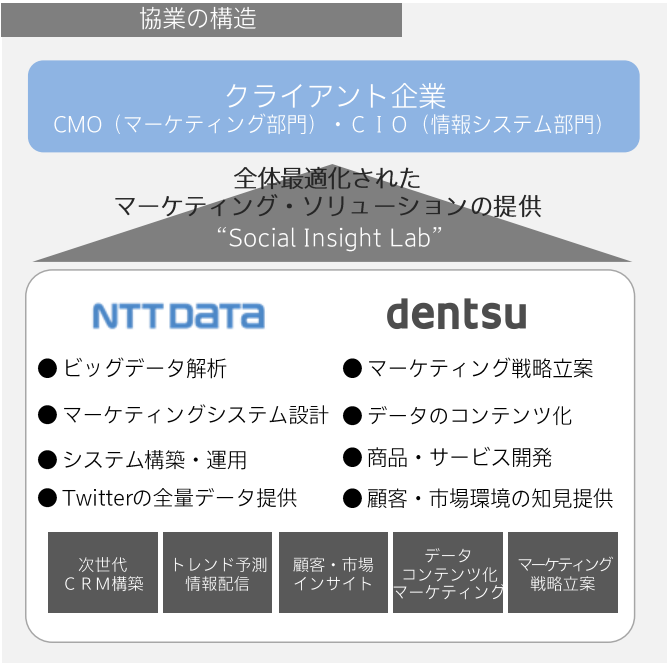 協業の構造
クライアント企業
CMO（マーケティング部門）・ＣＩＯ（情報システム部門）
全体最適化された
マーケティング・ソリューションの提供
“Social Insight Lab”
NTT DATA
dentsu
● ビッグデータ解析
● マーケティングシステム設計
● システム構築・運用
● Twitterの全量データ提供
● マーケティング戦略立案
● データのコンテンツ化
● 商品・サービス開発
● 顧客・市場環境の知見提供
次世代
ＣＲＭ構築
トレンド予測
情報配信
顧客・市場
インサイト
データ
コンテンツ化
マーケティング
マーケティング
戦略立案